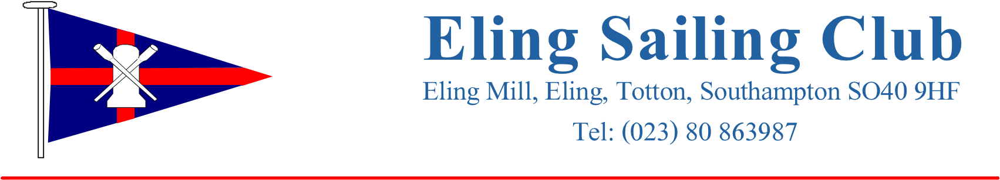 Eling Sailing Club
Eling Mill, Eling, Totton, Southampton SO40 9HF
Tel: (023) 80 863987